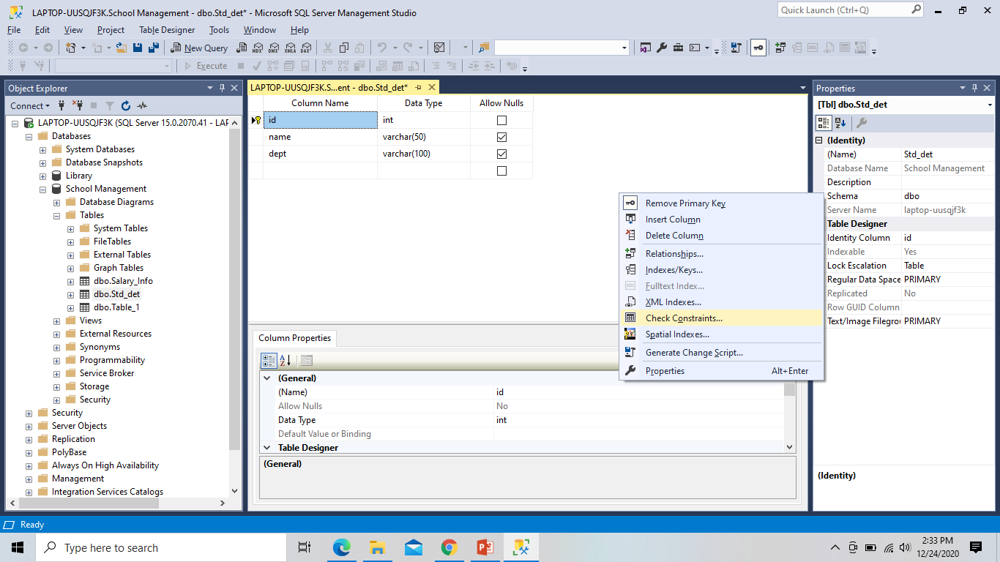 LAPTOP-UUSQJF3K.School Management - dbo.Std_det* - Microsoft SQL Server Management Studio
Quick Launch (Ctrl+Q)
File Edit View Project Table Designer Tools Window Help
New Query
MDX DMX XMLA DAX
Execute
Object Explorer
Connect
LAPTOP-UUSQJF3K (SQL Server 15.0.2070.41 - LAF
Databases
System Databases
Database Snapshots
Library
School Management
Database Diagrams
Tables
System Tables
FileTables
External Tables
Graph Tables
dbo.Salary_Info
dbo.Std_det
dbo.Table_1
Views
External Resources
Synonyms
Programmability
Service Broker
Storage
Security
Security
Server Objects
Replication
PolyBase
Always On High Availability
Management
Integration Services Catalogs
LAPTOP-UUSQJF3K.S...ent - dbo.Std_det*
Column Name Data Type Allow Nulls
id int
name varchar(50)
dept varchar(100)
Remove Primary Key
Insert Column
Delete Column
Relationships...
Indexes/Keys...
Fulltext Index...
XML Indexes...
Check Constraints...
Spatial Indexes...
Generate Change Script...
Properties Alt+Enter
Column Properties
(General)
(Name) id
Allow Nulls No
Data Type int
Default Value or Binding
Table Designer
(General)
Properties
[Tbl] dbo.Std_det
(Identity)
(Name) Std_det
Database Name School Management
Description
Schema dbo
Server Name laptop-uusqjf3k
Table Designer
Identity Column id
Indexable Yes
Lock Escalation Table
Regular Data Space PRIMARY
Replicated No
Row GUID Column
Text/Image Filegrou PRIMARY
(Identity)
Ready
Type here to search
2:33 PM
12/24/2020